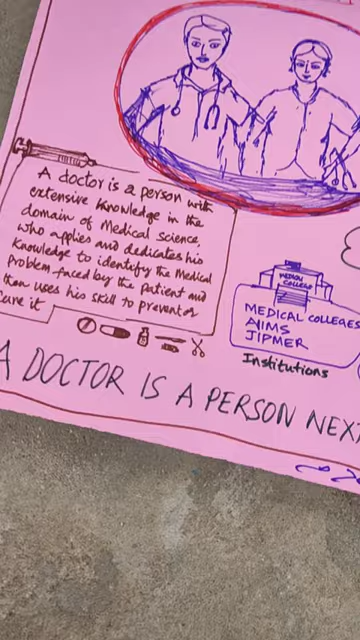 A doctor is a person with
extensive knowledge in the
domain of Medical Science,
who applies and dedicates his
knowledge to identify the Medical
problem faced by the patient and
then uses his skill to prevent or
cure it
MEDICAL
COLLEGE
MEDICAL COLLEGES
AIIMS
JIPMER
Institutions
A DOCTOR IS A PERSON NEXT